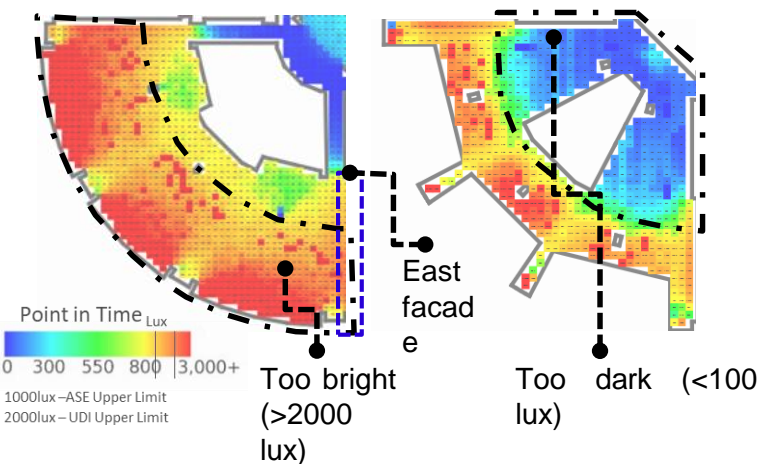 East
facad
e
Point in Time Lux
0 300 550 800 3,000+
1000lux –ASE Upper Limit
2000lux – UDI Upper Limit
Too bright
(>2000
lux)
Too dark (<100
lux)